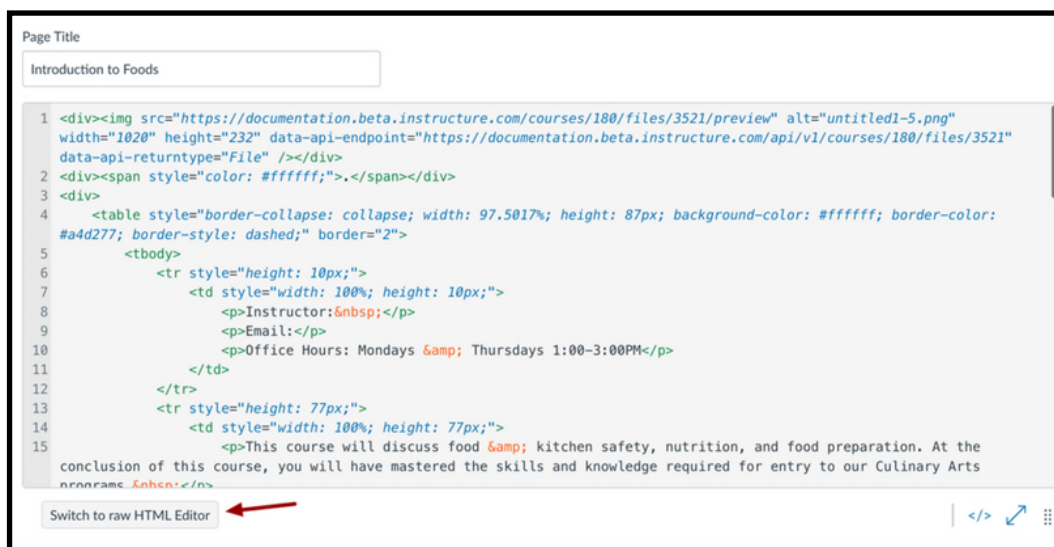 Page Title
Introduction to Foods
1 <div><img src="https://documentation.beta.instructure.com/courses/180/files/3521/preview" alt="untitled1-5.png"
width="1020" height="232" data-api-endpoint="https://documentation.beta.instructure.com/api/v1/courses/180/files/3521"
data-api-returntype="File" /></div>
2 <div><span style="color: #ffffff;">.</span></div>
3 <div>
4 <table style="border-collapse: collapse; width: 97.5017%; height: 87px; background-color: #ffffff; border-color:
#a4d277; border-style: dashed;" border="2">
5 <tbody>
6 <tr style="height: 10px;">
7 <td style="width: 100%; height: 10px;">
8 <p>Instructor:&nbsp;</p>
9 <p>Email:</p>
10 <p>Office Hours: Mondays &amp; Thursdays 1:00-3:00PM</p>
11 </td>
12 </tr>
13 <tr style="height: 77px;">
14 <td style="width: 100%; height: 77px;">
15 <p>This course will discuss food &amp; kitchen safety, nutrition, and food preparation. At the
conclusion of this course, you will have mastered the skills and knowledge required for entry to our Culinary Arts
programs.&nbsp;</p>
Switch to raw HTML Editor
</>